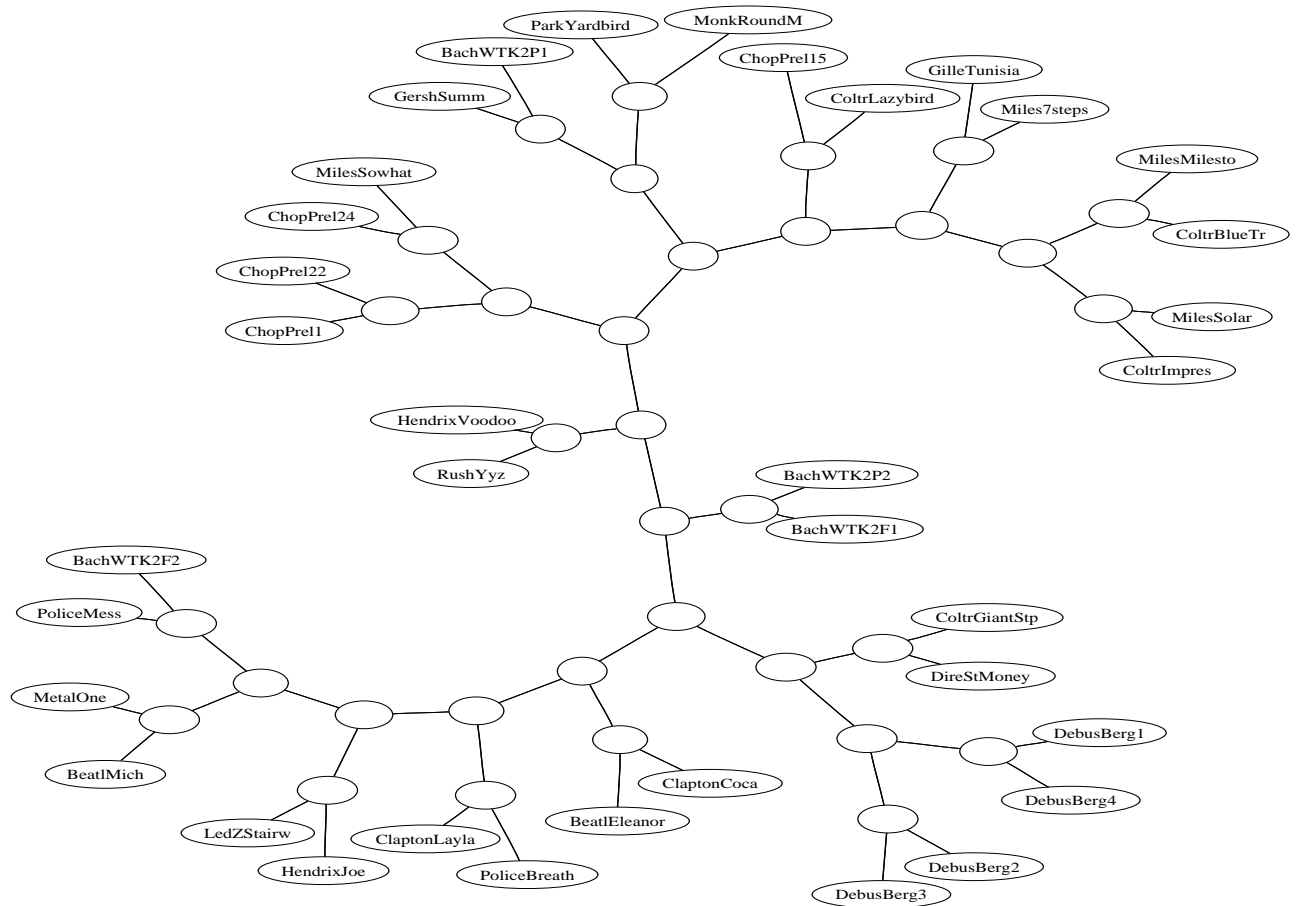 MonkRoundM
ParkYardbird
BachWTK2P1
ChopPrel15
GilleTunisia
GershSumm
ColtrLazybird
Miles7steps
MilesMilesto
MilesSowhat
ChopPrel24
ColtrBlueTr
ChopPrel22
MilesSolar
ChopPrel1
ColtrImpres
HendrixVoodoo
RushYyz
BachWTK2P2
BachWTK2F1
BachWTK2F2
PoliceMess
ColtrGiantStp
DireStMoney
MetalOne
DebusBerg1
BeatlMich
ClaptonCoca
DebusBerg4
BeatlEleanor
LedZStairw
ClaptonLayla
DebusBerg2
HendrixJoe
PoliceBreath
DebusBerg3